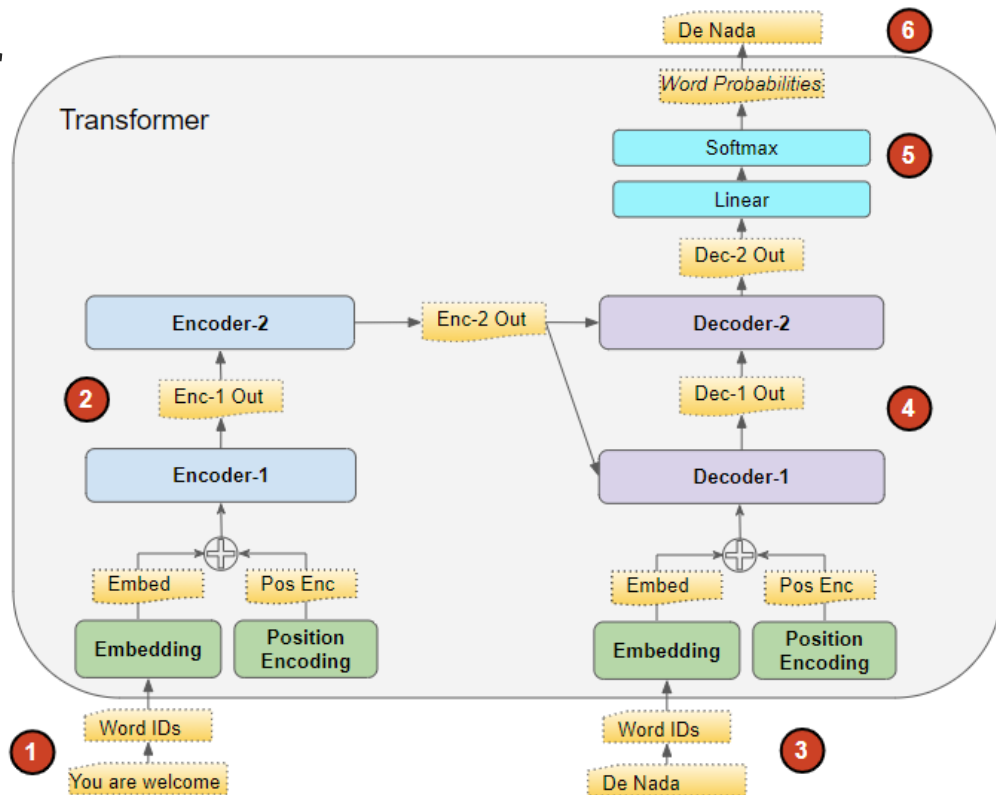 De Nada
6
Word Probabilities
Transformer
Softmax
5
Linear
Dec-2 Out
Encoder-2
Enc-2 Out
Decoder-2
2
Enc-1 Out
Dec-1 Out
4
Encoder-1
Decoder-1
Embed
Pos Enc
Embed
Pos Enc
Embedding
Position
Encoding
Embedding
Position
Encoding
1
Word IDs
You are welcome
Word IDs
3
De Nada